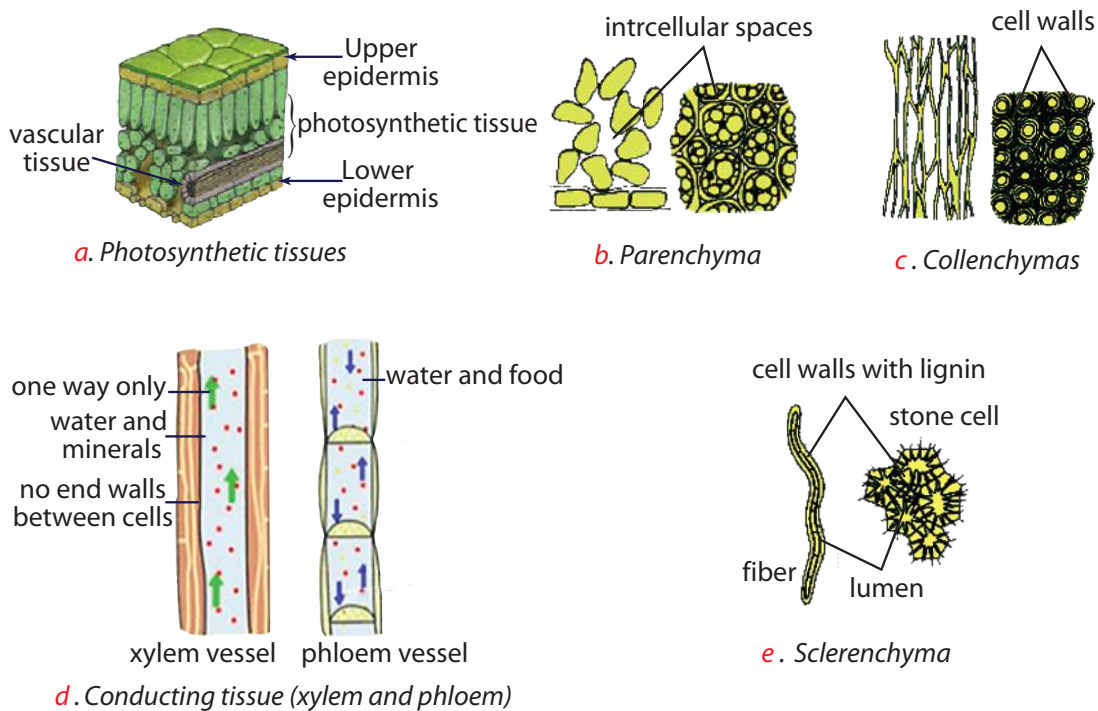 Upper
epidermis
photosynthetic tissue
vascular
tissue
Lower
epidermis
a. Photosynthetic tissues
intrcellular spaces
b. Parenchyma
cell walls
c . Collenchymas
one way only
water and
minerals
no end walls
between cells
water and food
xylem vessel
phloem vessel
d . Conducting tissue (xylem and phloem)
cell walls with lignin
stone cell
fiber
lumen
e . Sclerenchyma